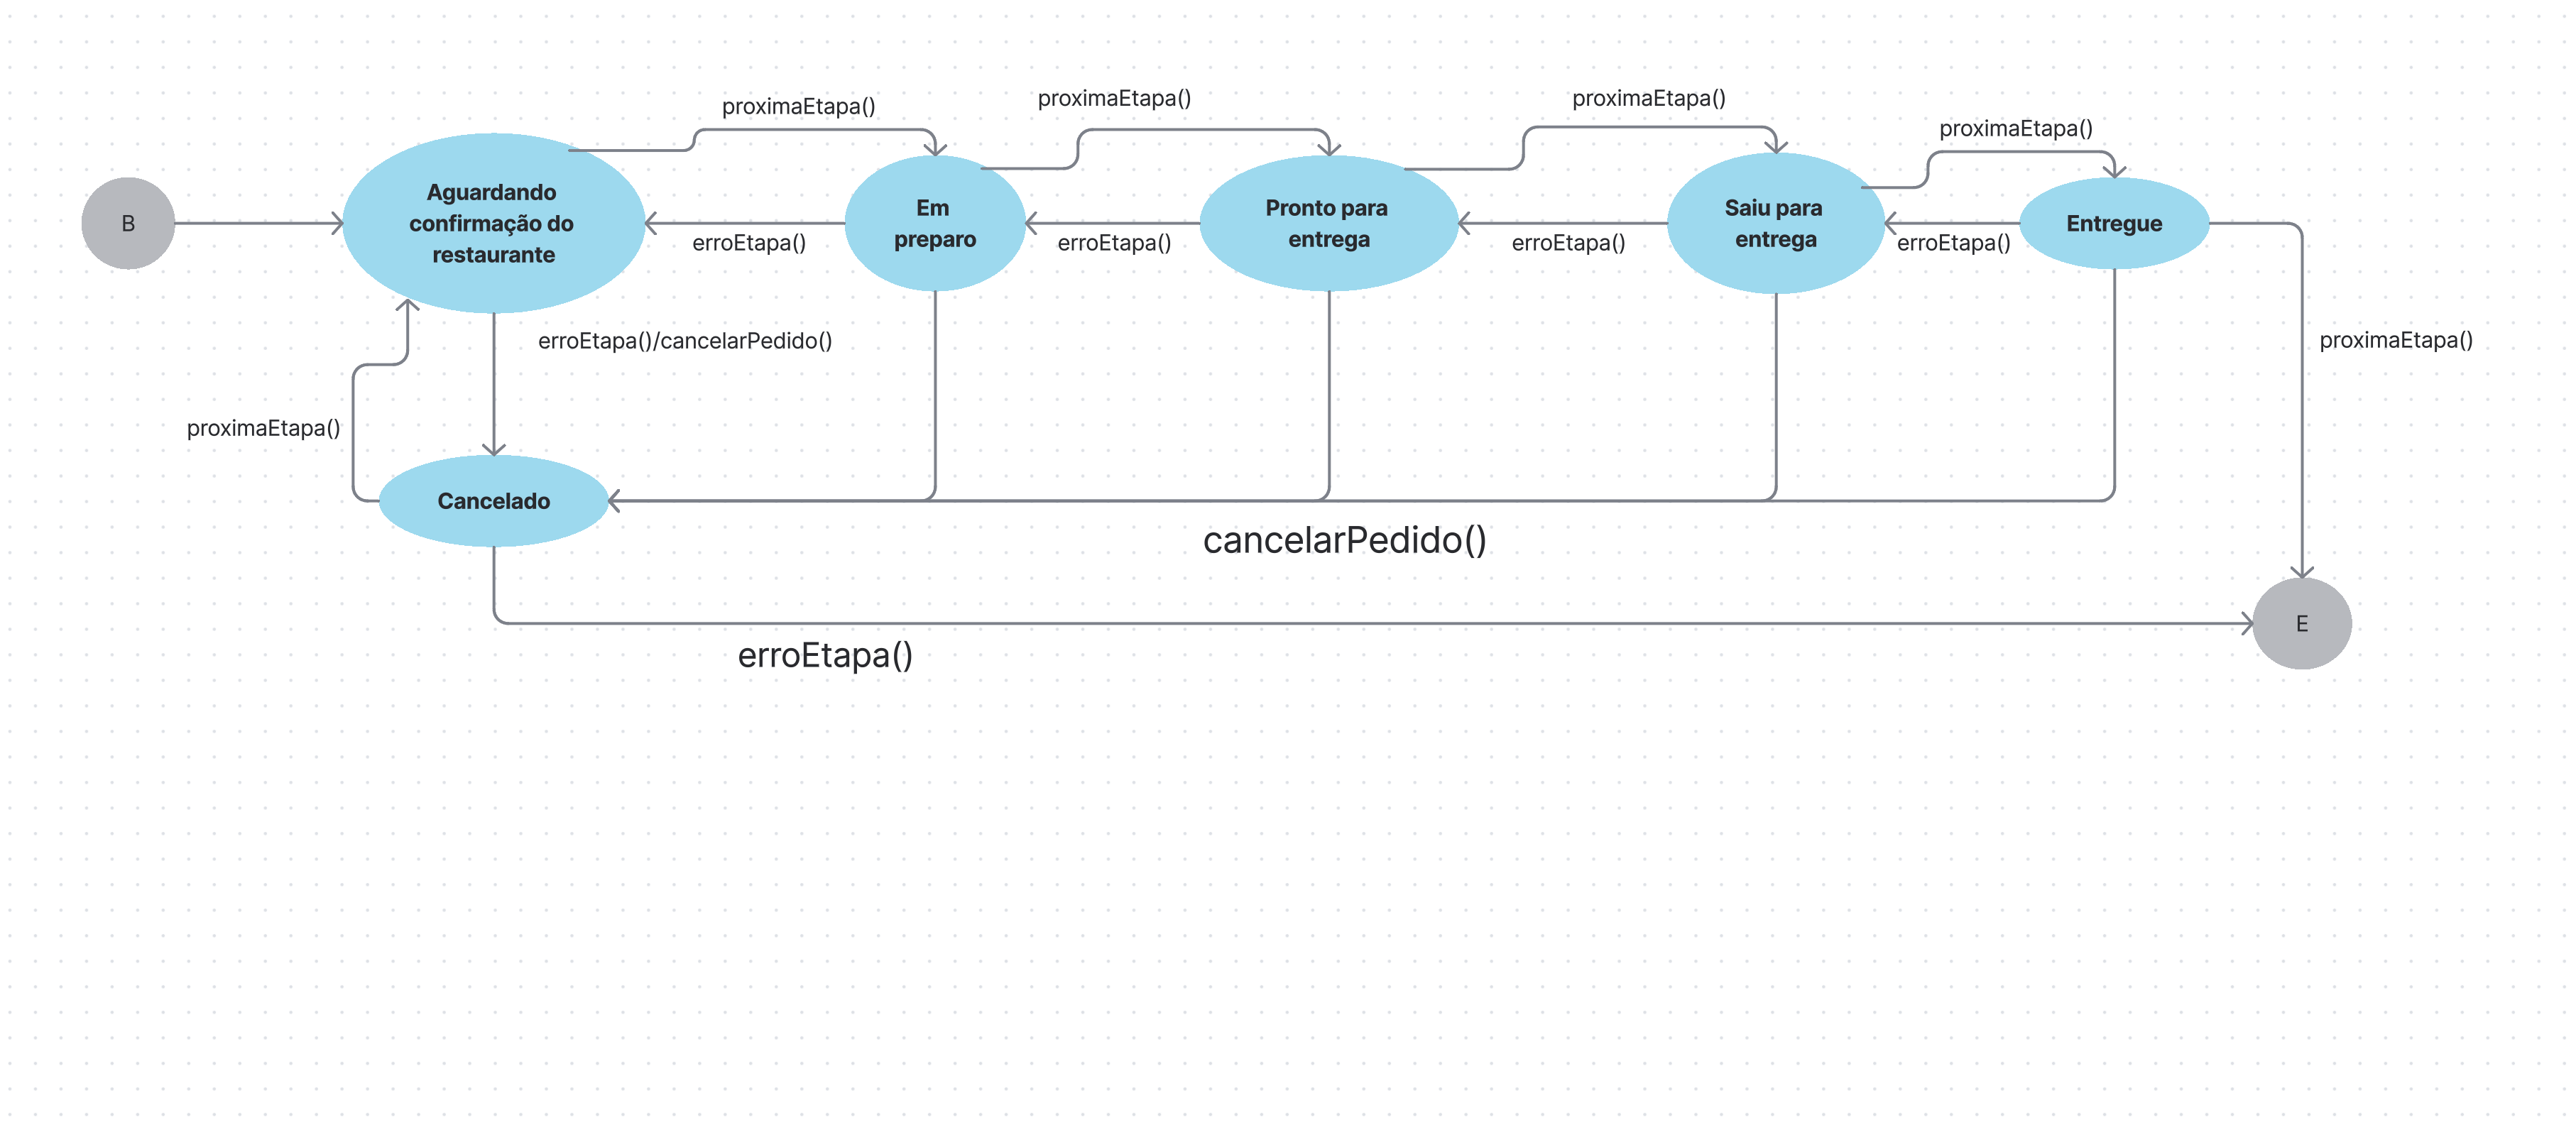 proximaEtapa()
proximaEtapa()
proximaEtapa()
proximaEtapa()
B
Aguardando
confirmação do
restaurante
erroEtapa()
Em
preparo
erroEtapa()
Pronto para
entrega
erroEtapa()
Saiu para
entrega
erroEtapa()
Entregue
erroEtapa()/cancelarPedido()
proximaEtapa()
proximaEtapa()
Cancelado
cancelarPedido()
E
erroEtapa()